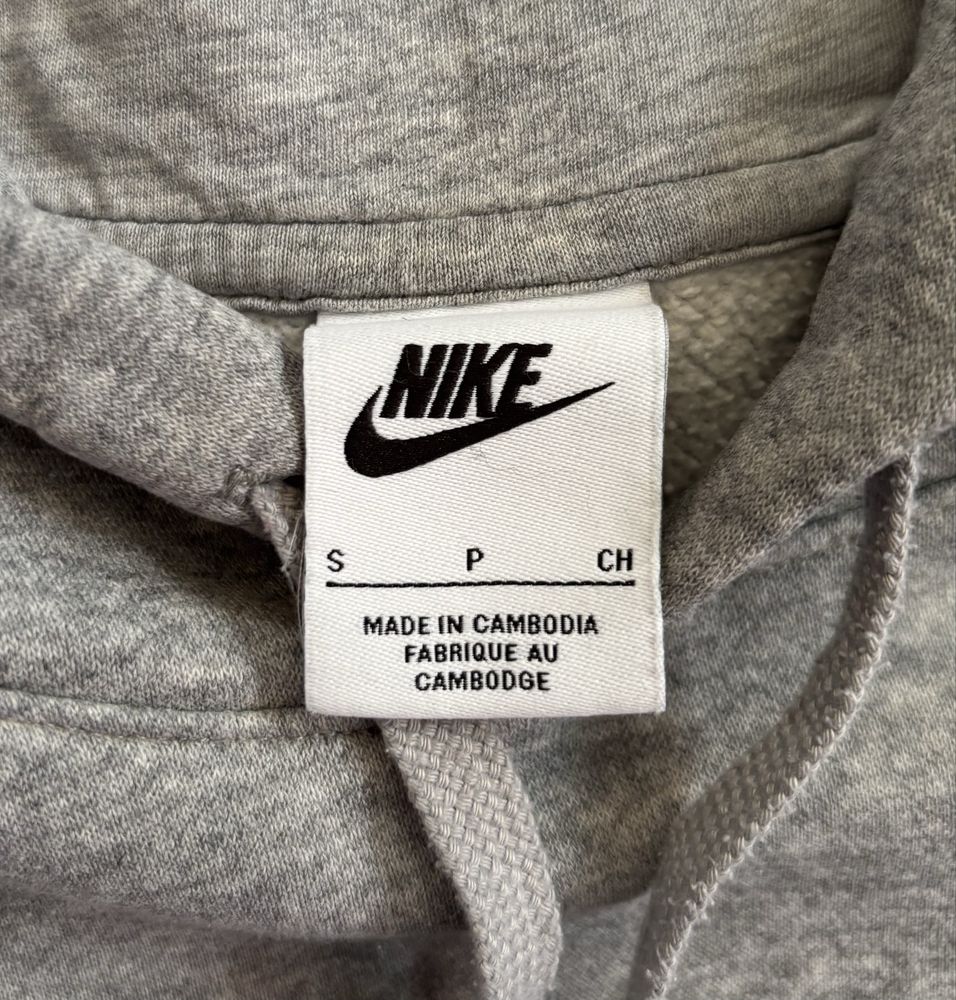 NIKE
S P CH
MADE IN CAMBODIA
FABRIQUE AU
CAMBODGE